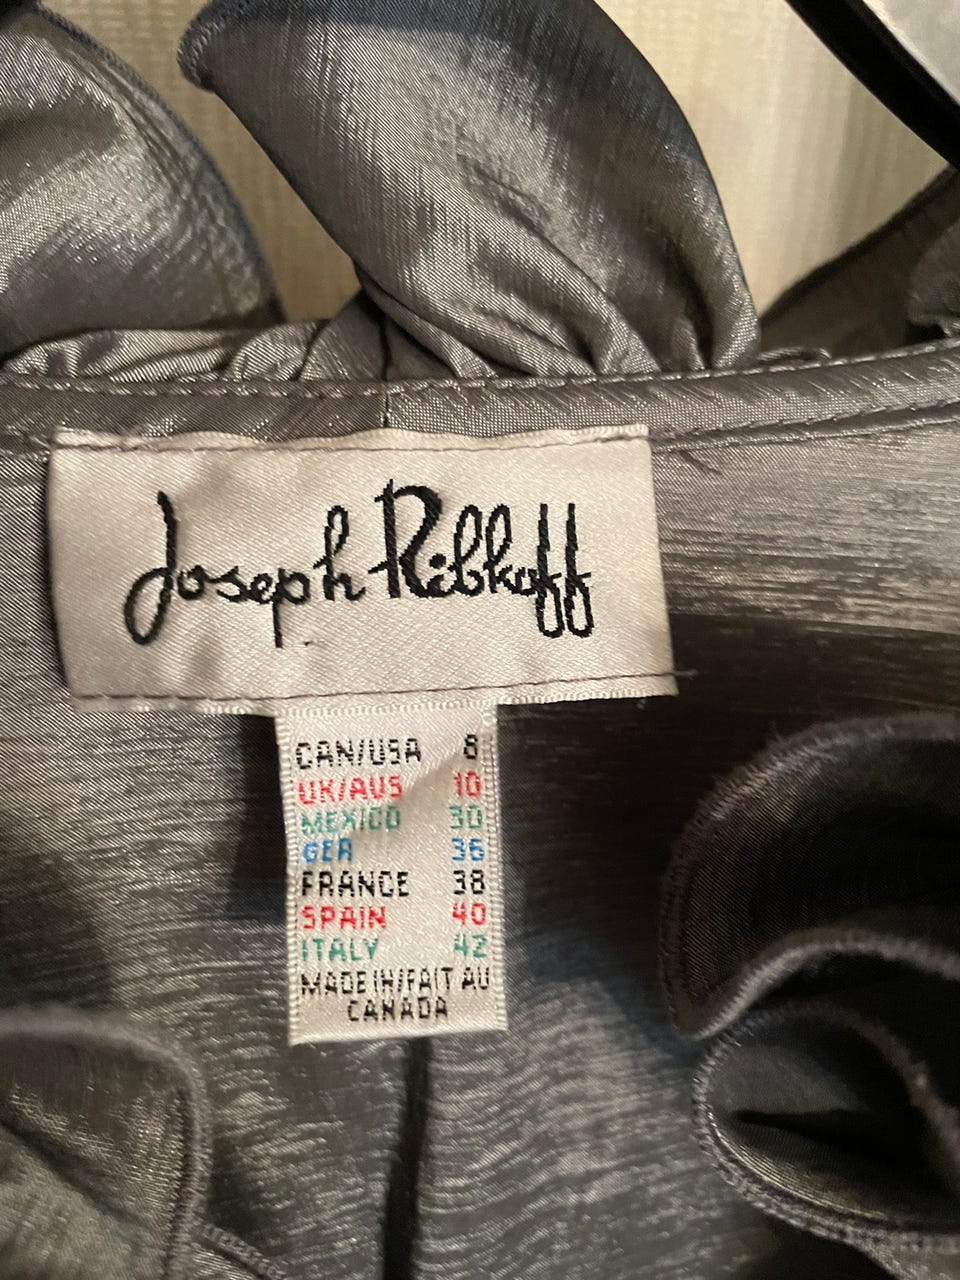 Joseph Ribkoff
CAN/USA 8
UK/AUS 10
MEXICO 30
GER 36
FRANCE 38
SPAIN 40
ITALY 42
MADE IN/FAIT AU
CANADA